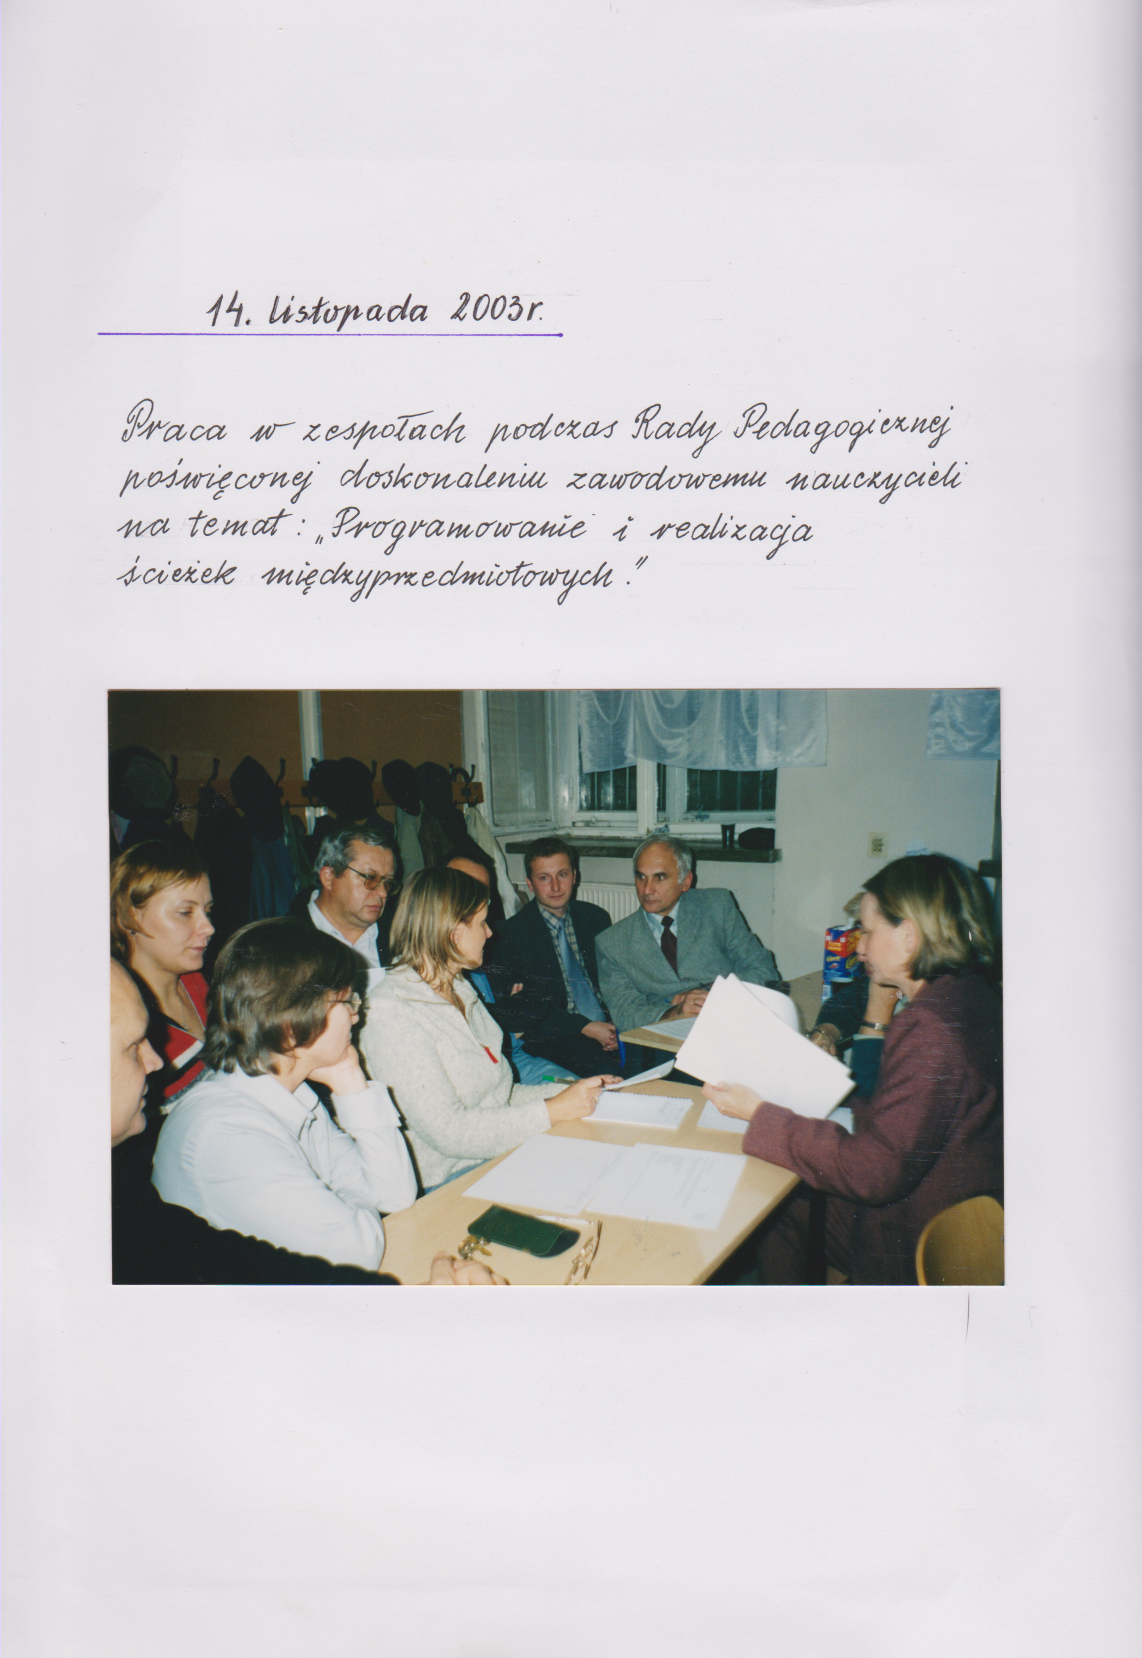 14. listopada 2003r.
Praca w zespołach podczas Rady Pedagogicznej
poświęconej doskonaleniu zawodowemu nauczycieli
na temat: „Programowanie i realizacja
ścieżek międzyprzedmiotowych."